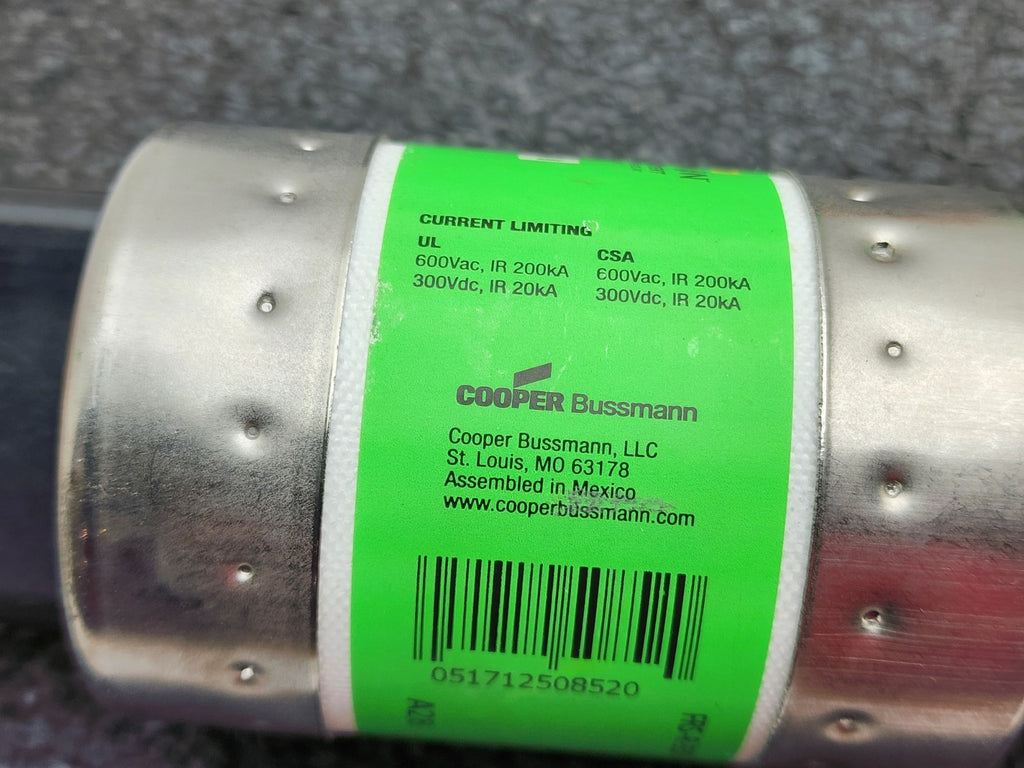 CURRENT LIMITING
UL
600Vac, IR 200kA
300Vdc, IR 20kA
CSA
600Vac, IR 200kA
300Vdc, IR 20kA
COOPER Bussmann
Cooper Bussmann, LLC
St. Louis, MO 63178
Assembled in Mexico
www.cooperbussmann.com
051712508520